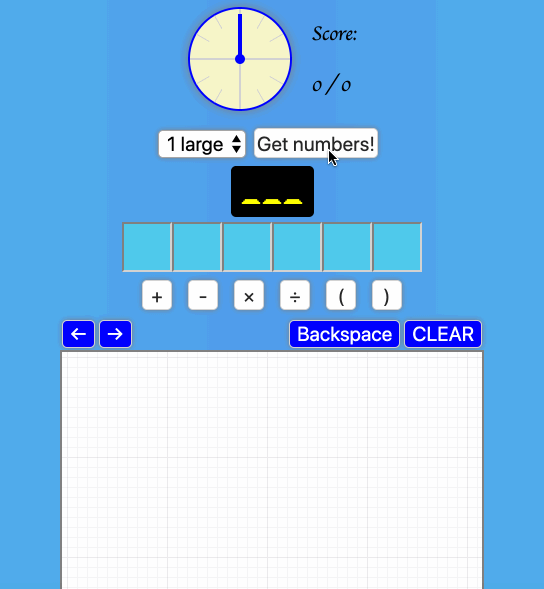 Score:
0 / 0
1 large
Get numbers!
_ _ _
+ - × ÷ ( )
← → Backspace CLEAR